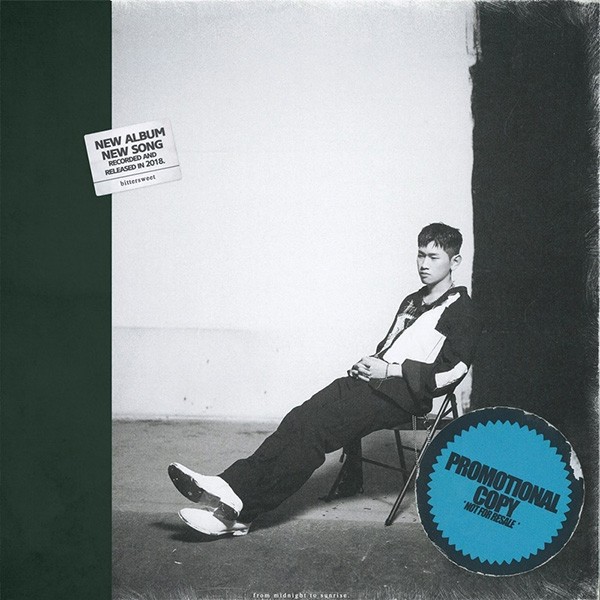 NEW ALBUM
NEW SONG
RECORDED AND
RELEASED IN 2018.
bittersweet
PROMOTIONAL
COPY
*NOT FOR RESALE *
from midnight to sunrise.